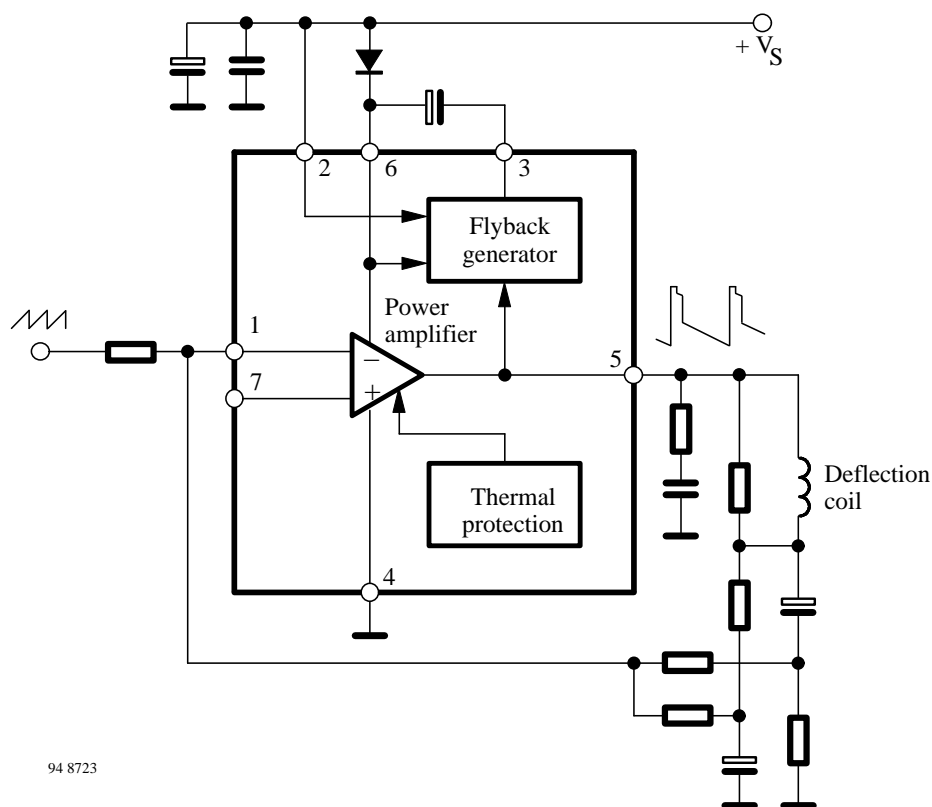 + V
S
2
6
3
Flyback
generator
Power
amplifier
1
−
+
7
5
Thermal
protection
Deflection
coil
4
94 8723